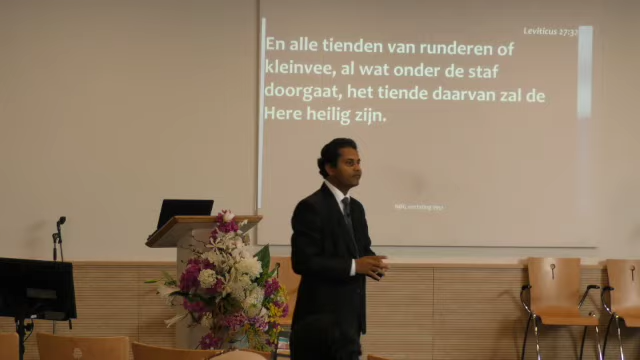 Leviticus 27:32
En alle tienden van runderen of
kleinvee, al wat onder de staf
doorgaat, het tiende daarvan zal de
Here heilig zijn.